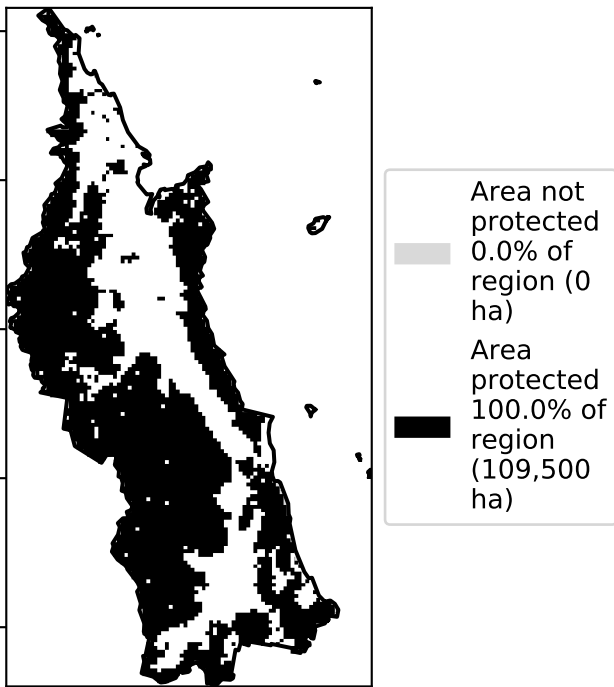 Area not
protected
0.0% of
region (0
ha)
Area
protected
100.0% of
region
(109,500
ha)